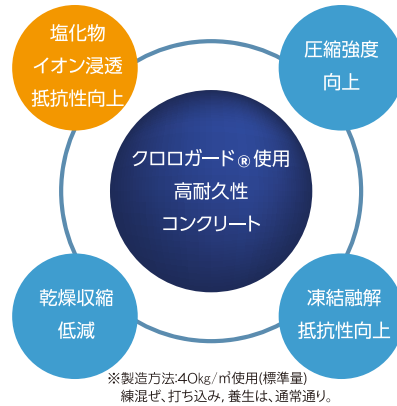 塩化物
イオン浸透
抵抗性向上
圧縮強度
向上
クロロガード®使用
高耐久性
コンクリート
乾燥収縮
低減
凍結融解
抵抗性向上
※製造方法:40kg/㎥使用(標準量)
練混ぜ、打ち込み, 養生は、通常通り。